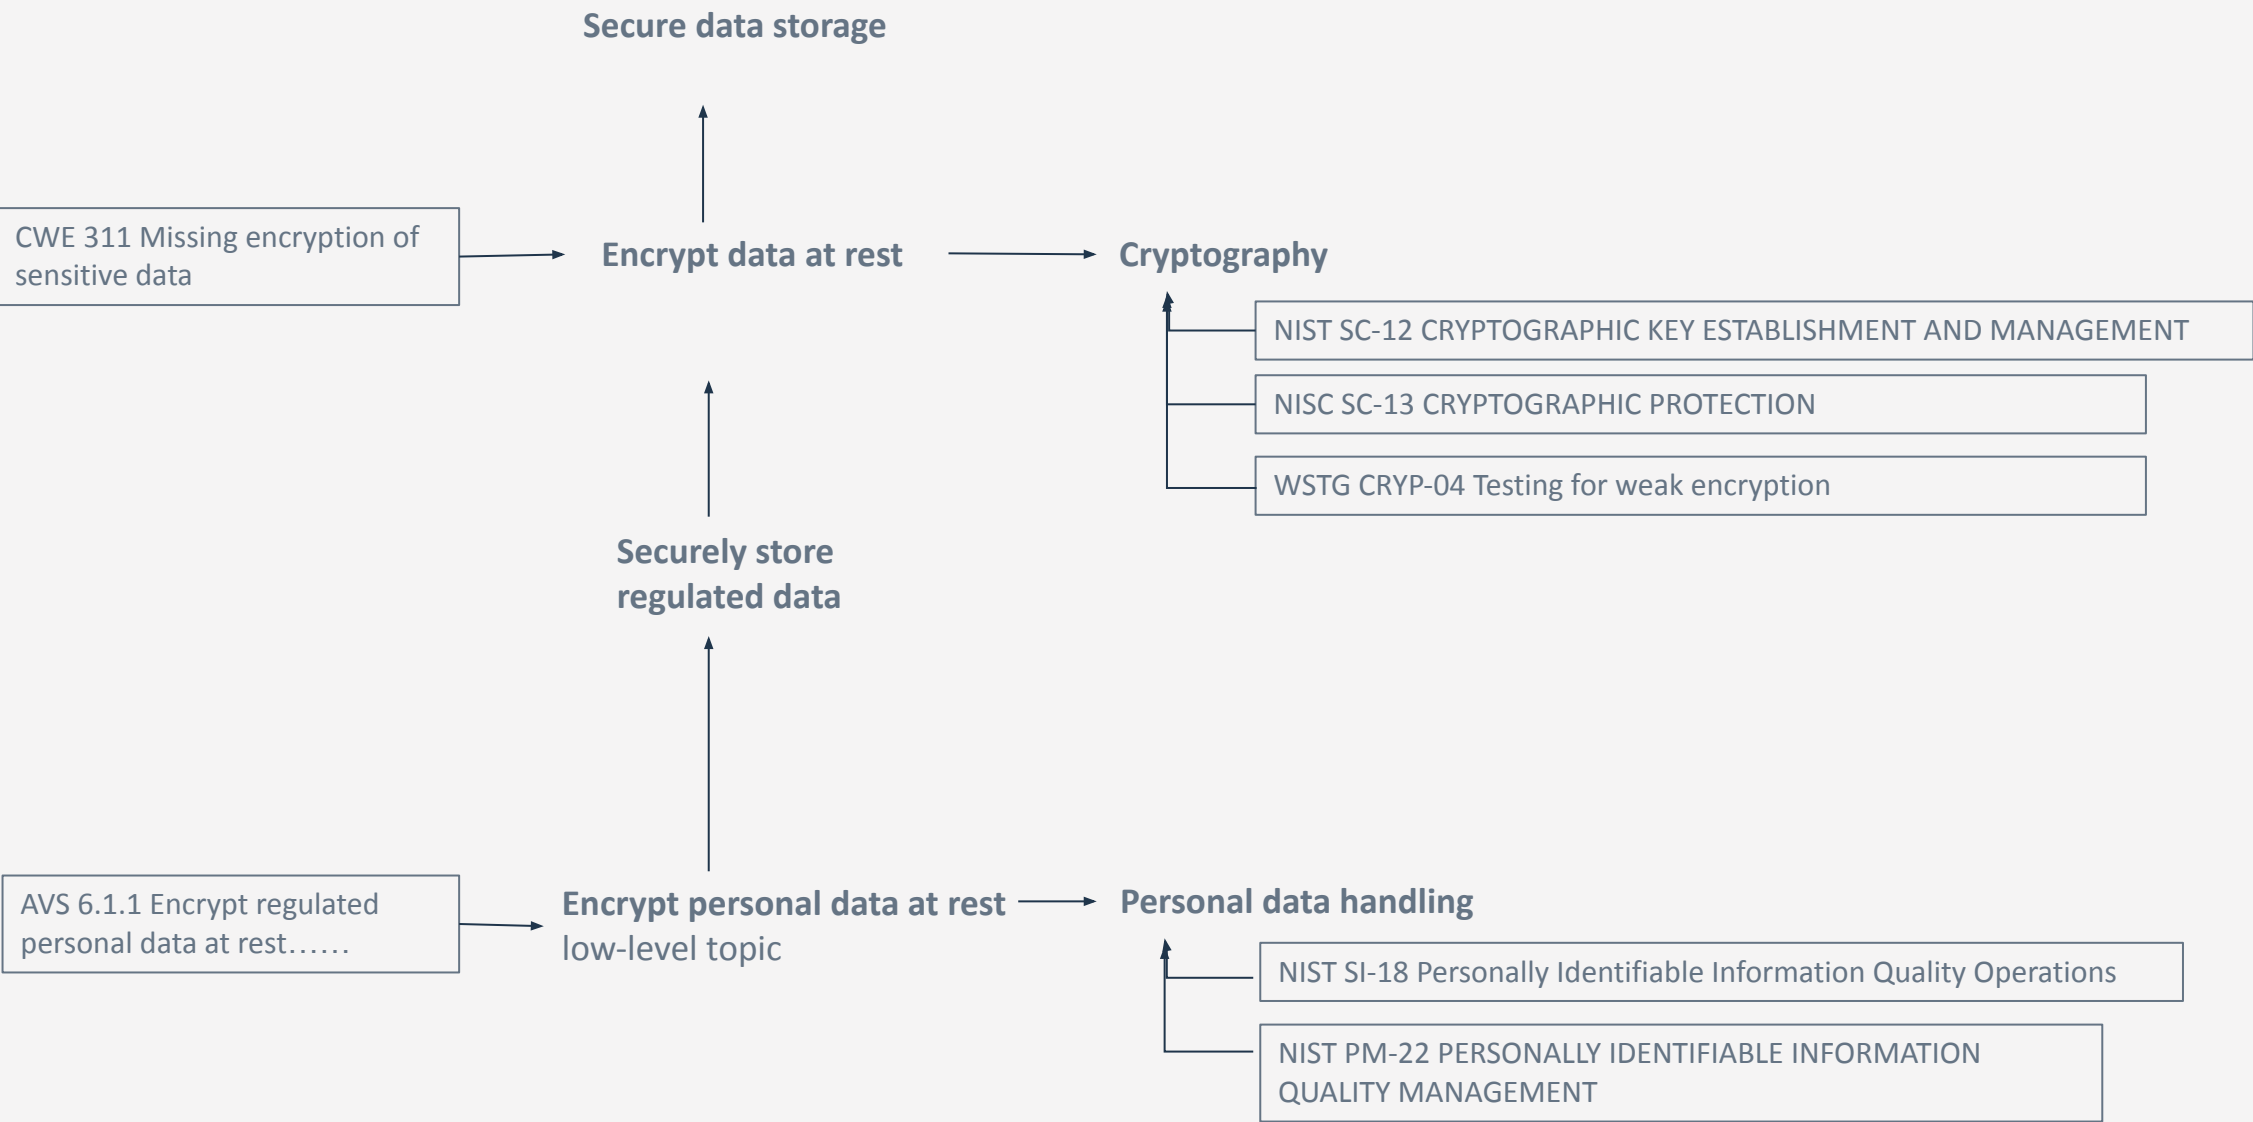 Secure data storage
CWE 311 Missing encryption of
sensitive data
Encrypt data at rest
Cryptography
NIST SC-12 CRYPTOGRAPHIC KEY ESTABLISHMENT AND MANAGEMENT
NISC SC-13 CRYPTOGRAPHIC PROTECTION
WSTG CRYP-04 Testing for weak encryption
Securely store
regulated data
AVS 6.1.1 Encrypt regulated
personal data at rest......
Encrypt personal data at rest
low-level topic
Personal data handling
NIST SI-18 Personally Identifiable Information Quality Operations
NIST PM-22 PERSONALLY IDENTIFIABLE INFORMATION
QUALITY MANAGEMENT